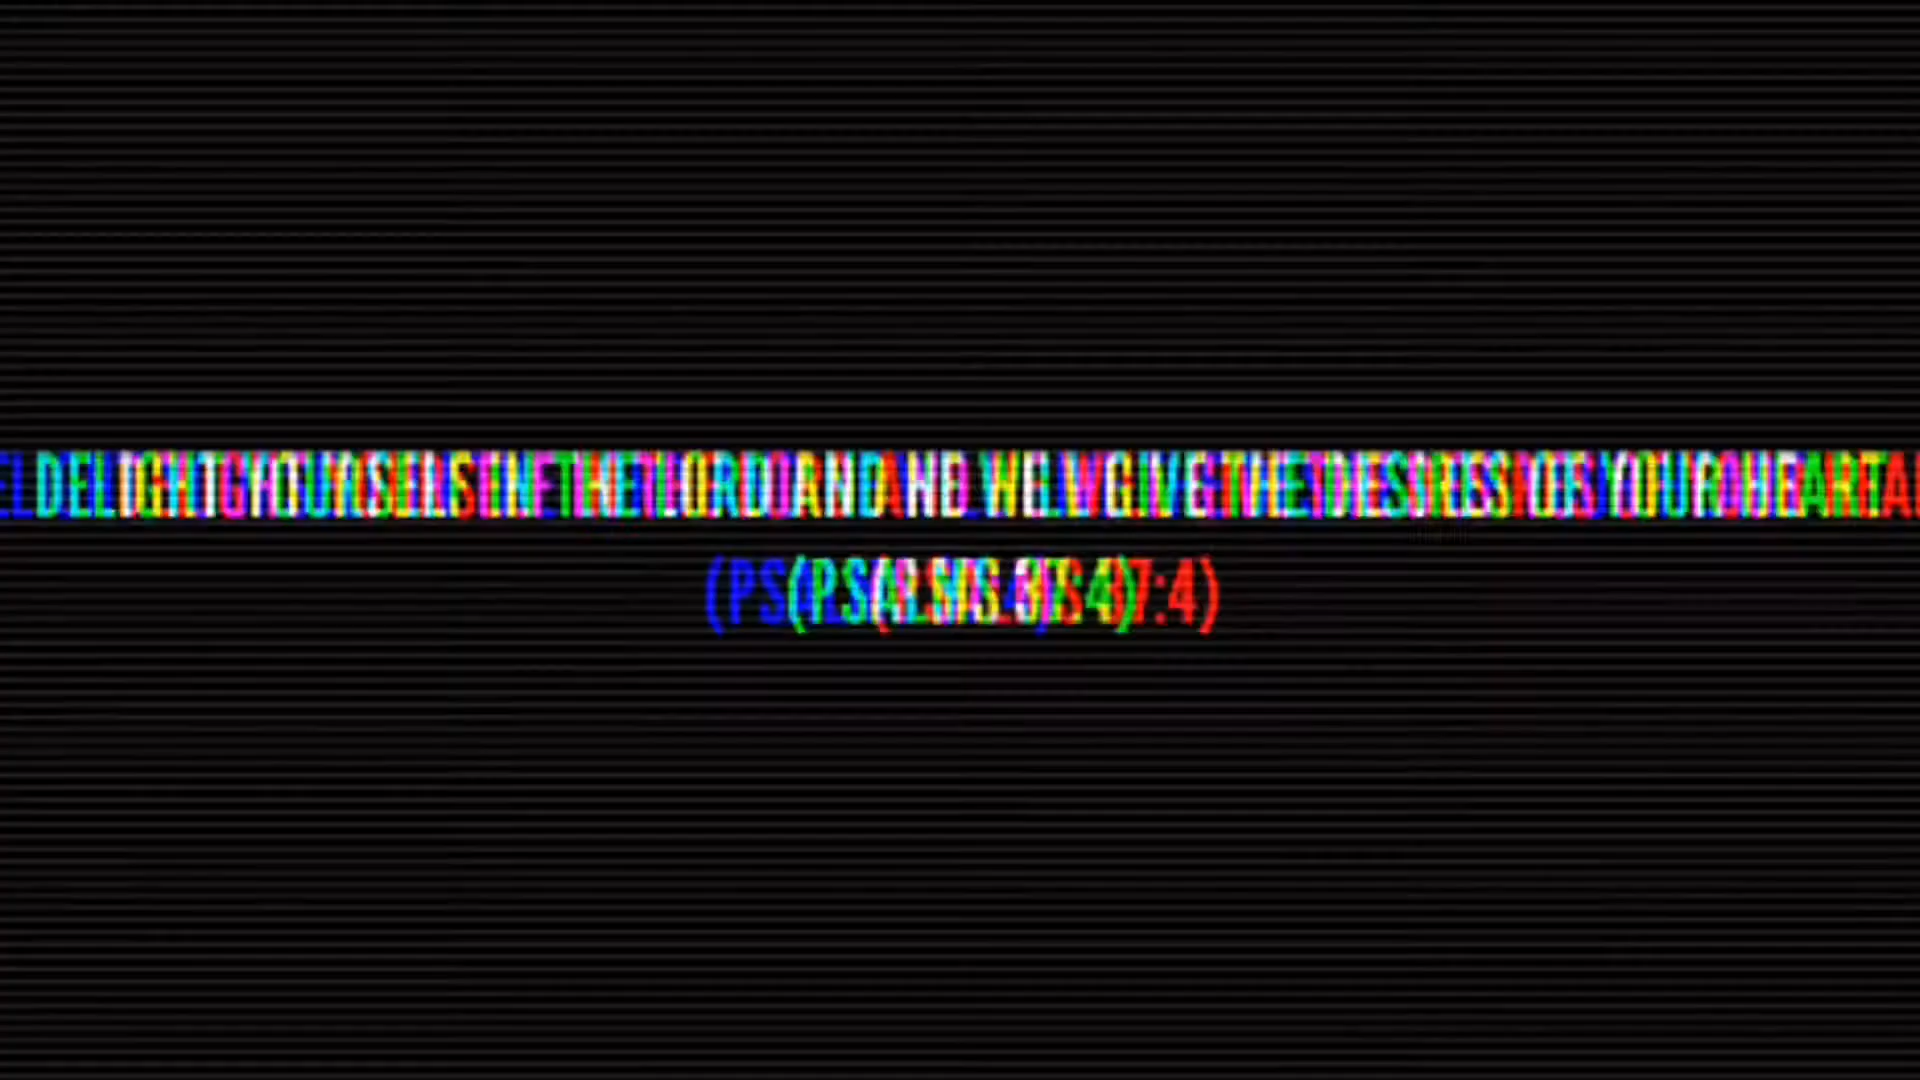 DELIGHT YOURSELF IN THE LORD AND HE WILL GIVE THE DESIRES OF YOUR HEART
(PSALMS 37:4)